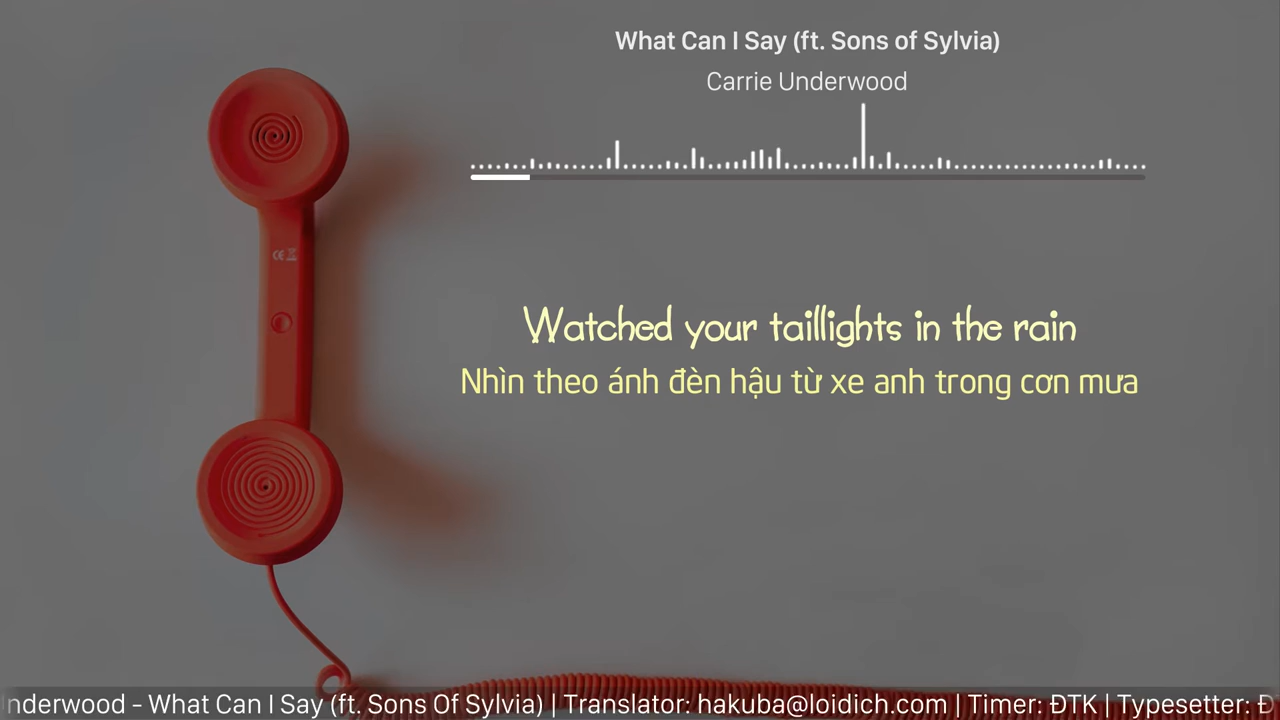 What Can I Say (ft. Sons of Sylvia)
Carrie Underwood
CE
Watched your taillights in the rain
Nhìn theo ánh đèn hậu từ xe anh trong cơn mưa
nderwood - What Can I Say (ft. Sons Of Sylvia) | Translator: hakuba@loidich.com | Timer: ĐTK | Typesetter: Đ